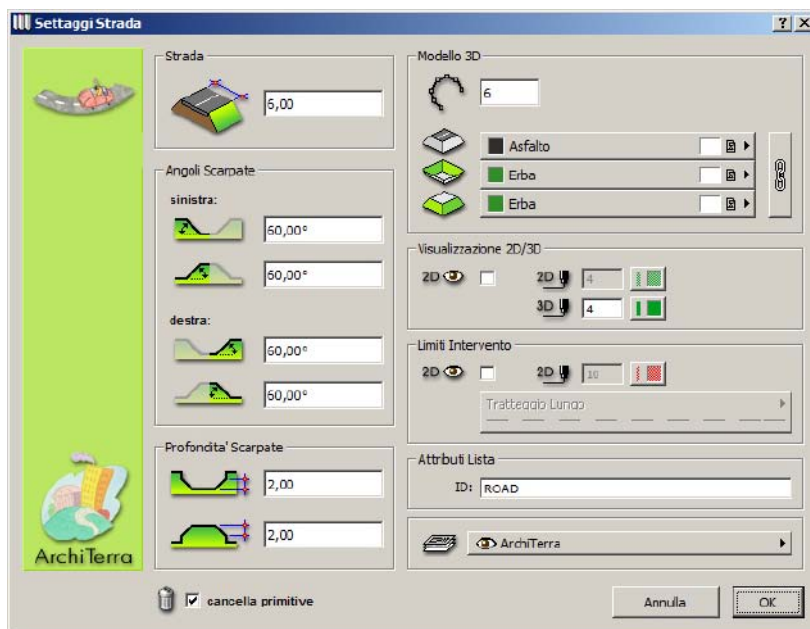 Settaggi Strada
Strada
6,00
Angoli Scarpate
sinistra:
60,00°
60,00°
destra:
60,00°
60,00°
Profondita' Scarpate
2,00
2,00
ArchiTerra
cancella primitive
Modello 3D
6
Asfalto
Erba
Erba
Visualizzazione 2D/3D
2D
2D
4
3D
4
Limiti Intervento
2D
2D
10
Tratteggio Lungo
Attributi Lista
ID:
ROAD
ArchiTerra
Annulla
OK